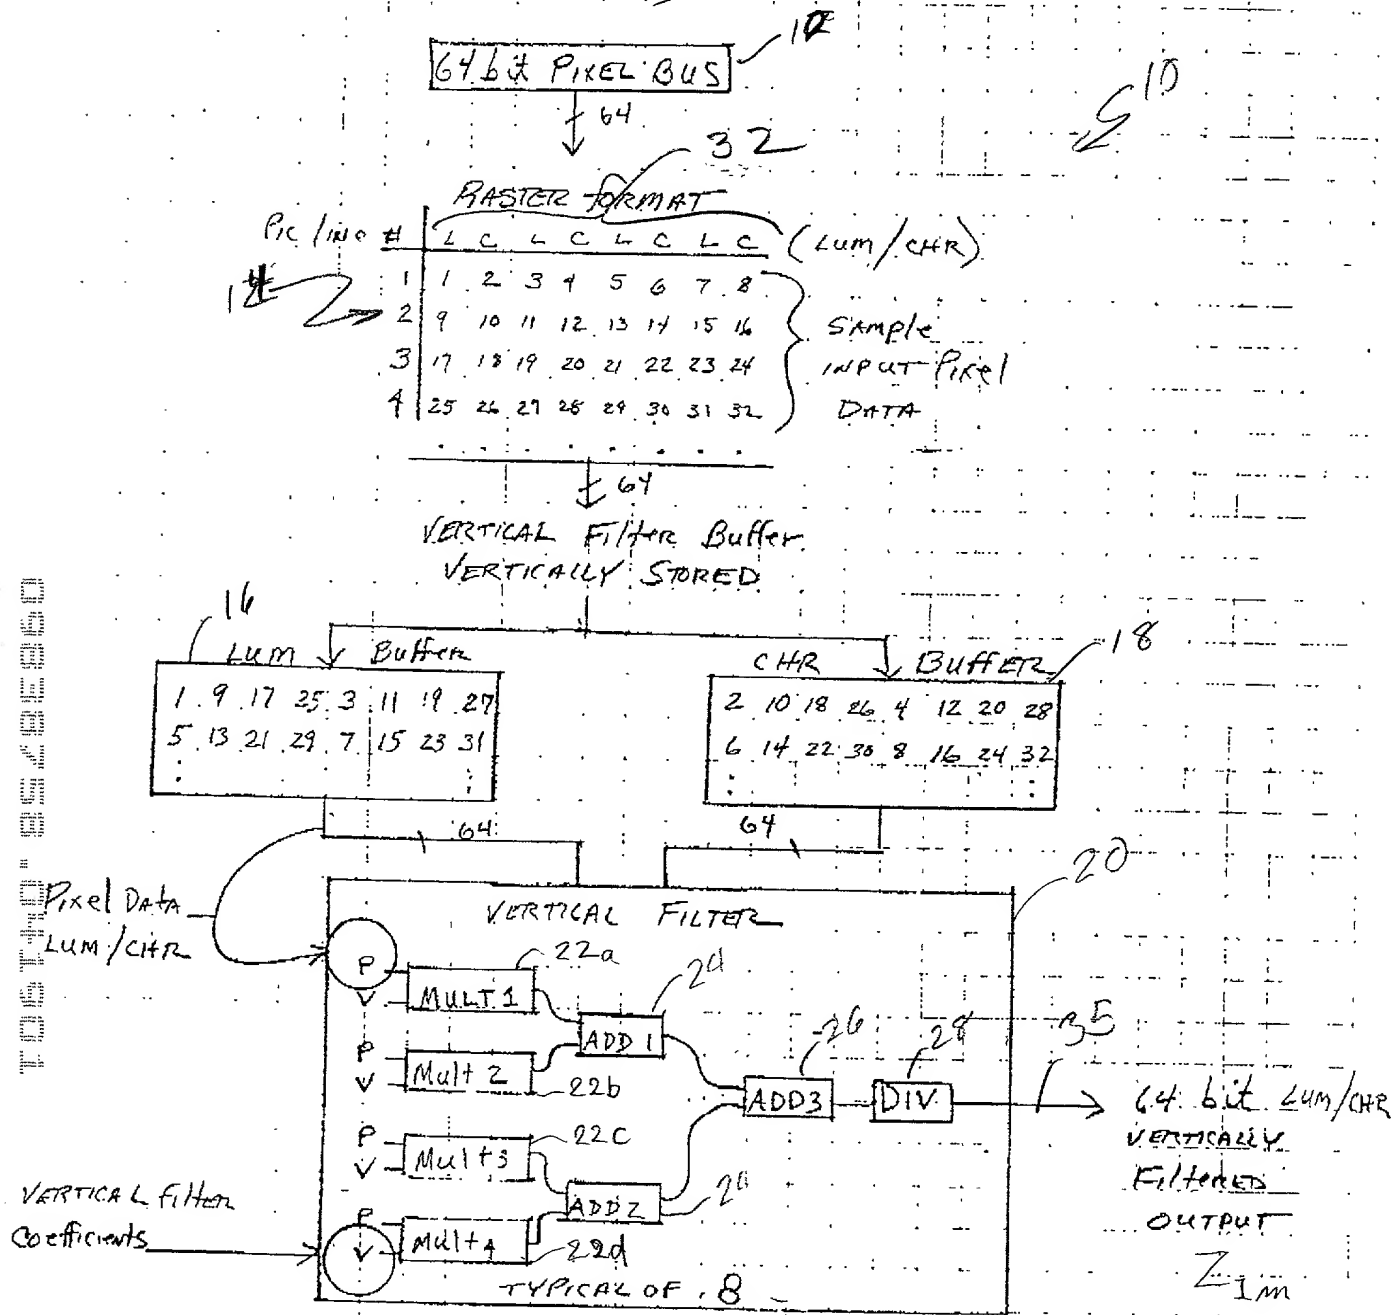 12
64 bit PIXEL BUS
64
10
32
RASTER FORMAT
PIC / INC # L C L C L C L C (LUM/CHR)
1 1 2 3 4 5 6 7 8
14
2 9 10 11 12 13 14 15 16
3 17 18 19 20 21 22 23 24
4 25 26 27 28 29 30 31 32
SAMPLE
INPUT PIXEl
DATA
64
VERTICAL FIlter Buffer
VERTICALLY STORED
16
LUM Buffer
1 9 17 25 3 11 19 27
5 13 21 29 7 15 23 31
18
CHR BUFFER
2 10 18 26 4 12 20 28
6 14 22 30 8 16 24 32
64
64
20
PIxel DAtA
LUM/CHR
VERTICAL FILTER
P
V
MULT 1
22a
P
V
Mult 2
22b
P
V
Mult3
22c
P
V
Mult4
22d
ADD 1
24
ADD2
24
ADD3
26
DIV
28
35
64 bit LUM/CHR
VERTICALLY
FIltERED
OUTPUT
VERTICAL FIlter
Coefficients
TYPICAL OF 8